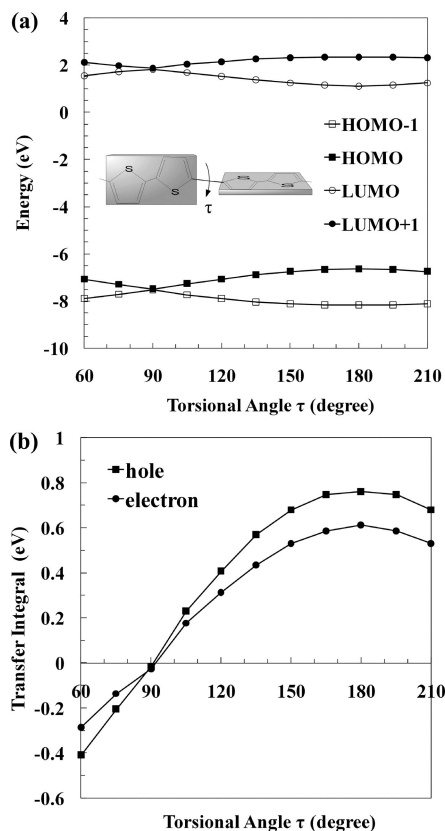 (a)
4
2
0
-2
-4
-6
-8
-10
Energy (eV)
HOMO-1
HOMO
LUMO
LUMO+1
S
S
S
S
τ
60 90 120 150 180 210
Torsional Angle τ (degree)
(b)
1
0.8
0.6
0.4
0.2
0
-0.2
-0.4
-0.6
Transfer Integral (eV)
hole
electron
60 90 120 150 180 210
Torsional Angle τ (degree)